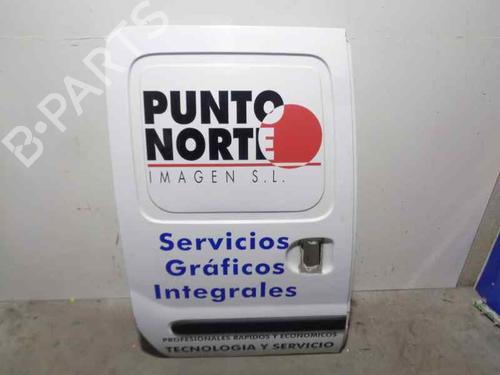 B-PARTS
PUNTO
NORTE
IMAGEN S.L.
Servicios
Gráficos
Integrales
PROFESIONALES RAPIDOS Y ECONOMICOS
TECNOLOGIA Y SERVICIO